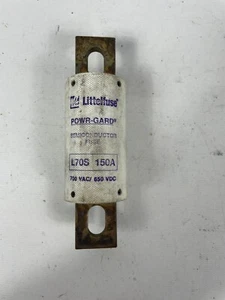 Littelfuse
POWR-GARD®
SEMICONDUCTOR
FUSE
L70S 150A
700 VAC/ 650 VDC